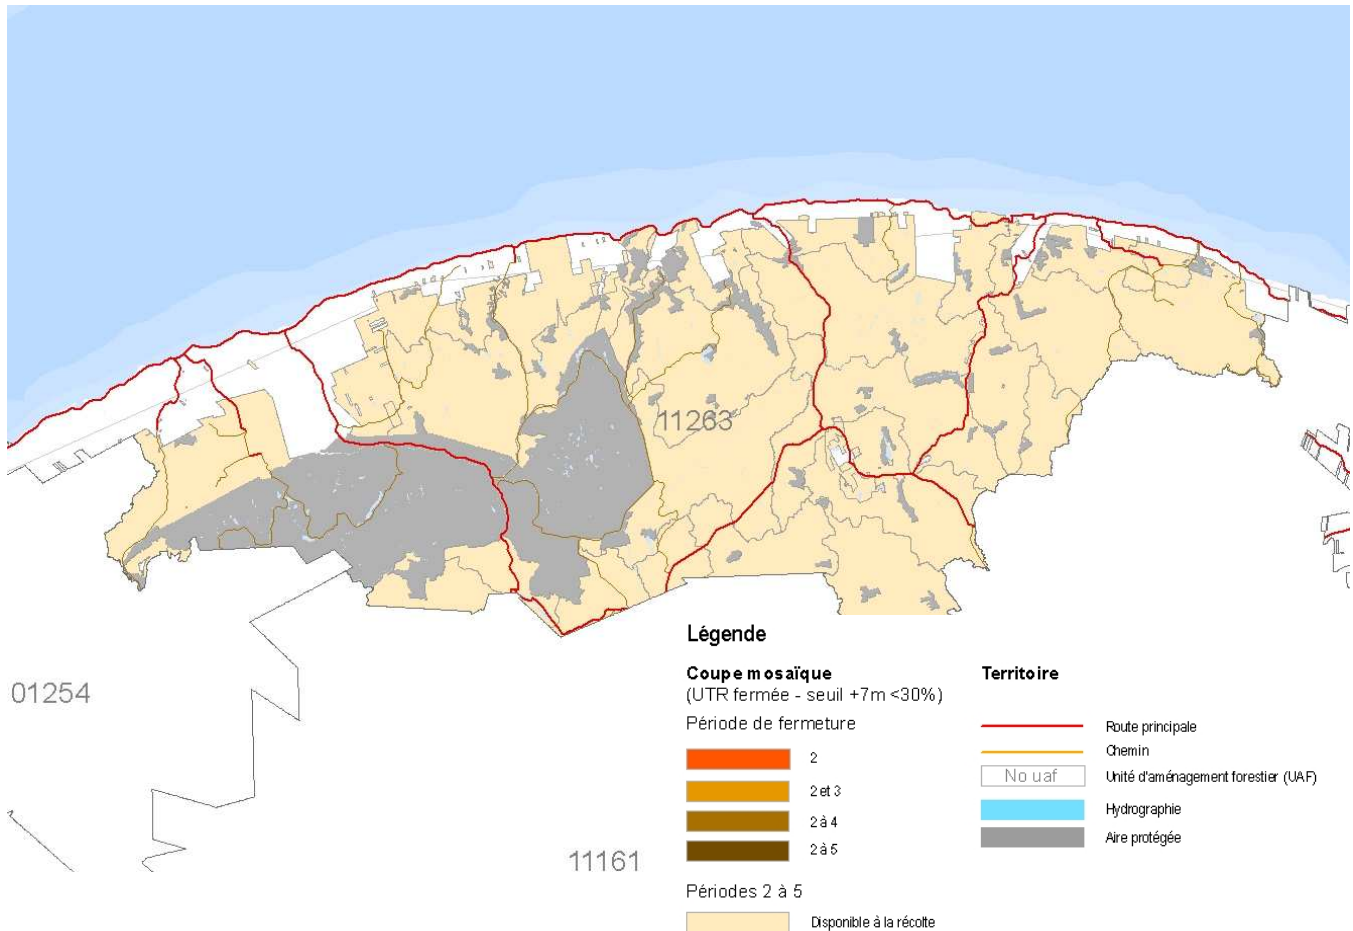 11263
01254
11161
Légende
Coupe mosaïque
(UTR fermée - seuil +7m <30%)
Période de fermeture
2
2 et 3
2 à 4
2 à 5
Périodes 2 à 5
Disponible à la récolte
Territoire
Route principale
Chemin
No uaf
Unité d'aménagement forestier (UAF)
Hydrographie
Aire protégée